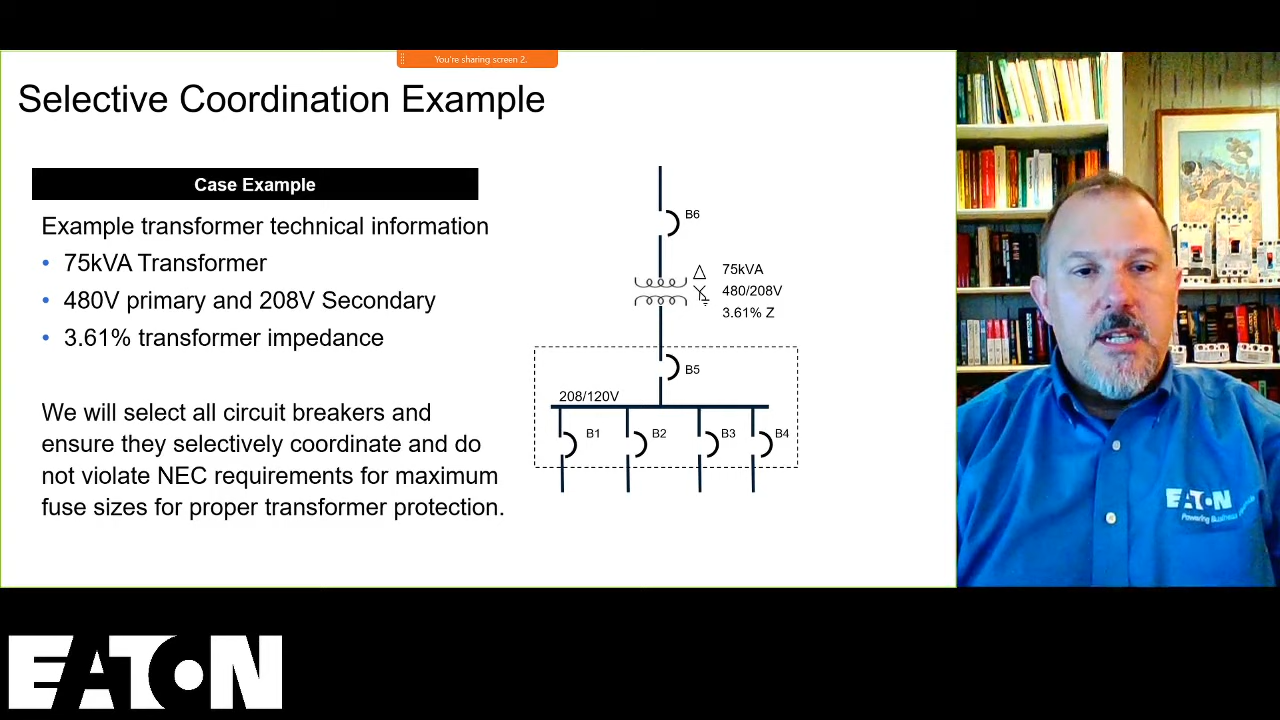 You're sharing screen 2.
Selective Coordination Example
Case Example
Example transformer technical information
• 75kVA Transformer
• 480V primary and 208V Secondary
• 3.61% transformer impedance
We will select all circuit breakers and
ensure they selectively coordinate and do
not violate NEC requirements for maximum
fuse sizes for proper transformer protection.
B6
75kVA
480/208V
3.61% Z
B5
208/120V
B1
B2
B3
B4
EATON
Powering Business
EATON